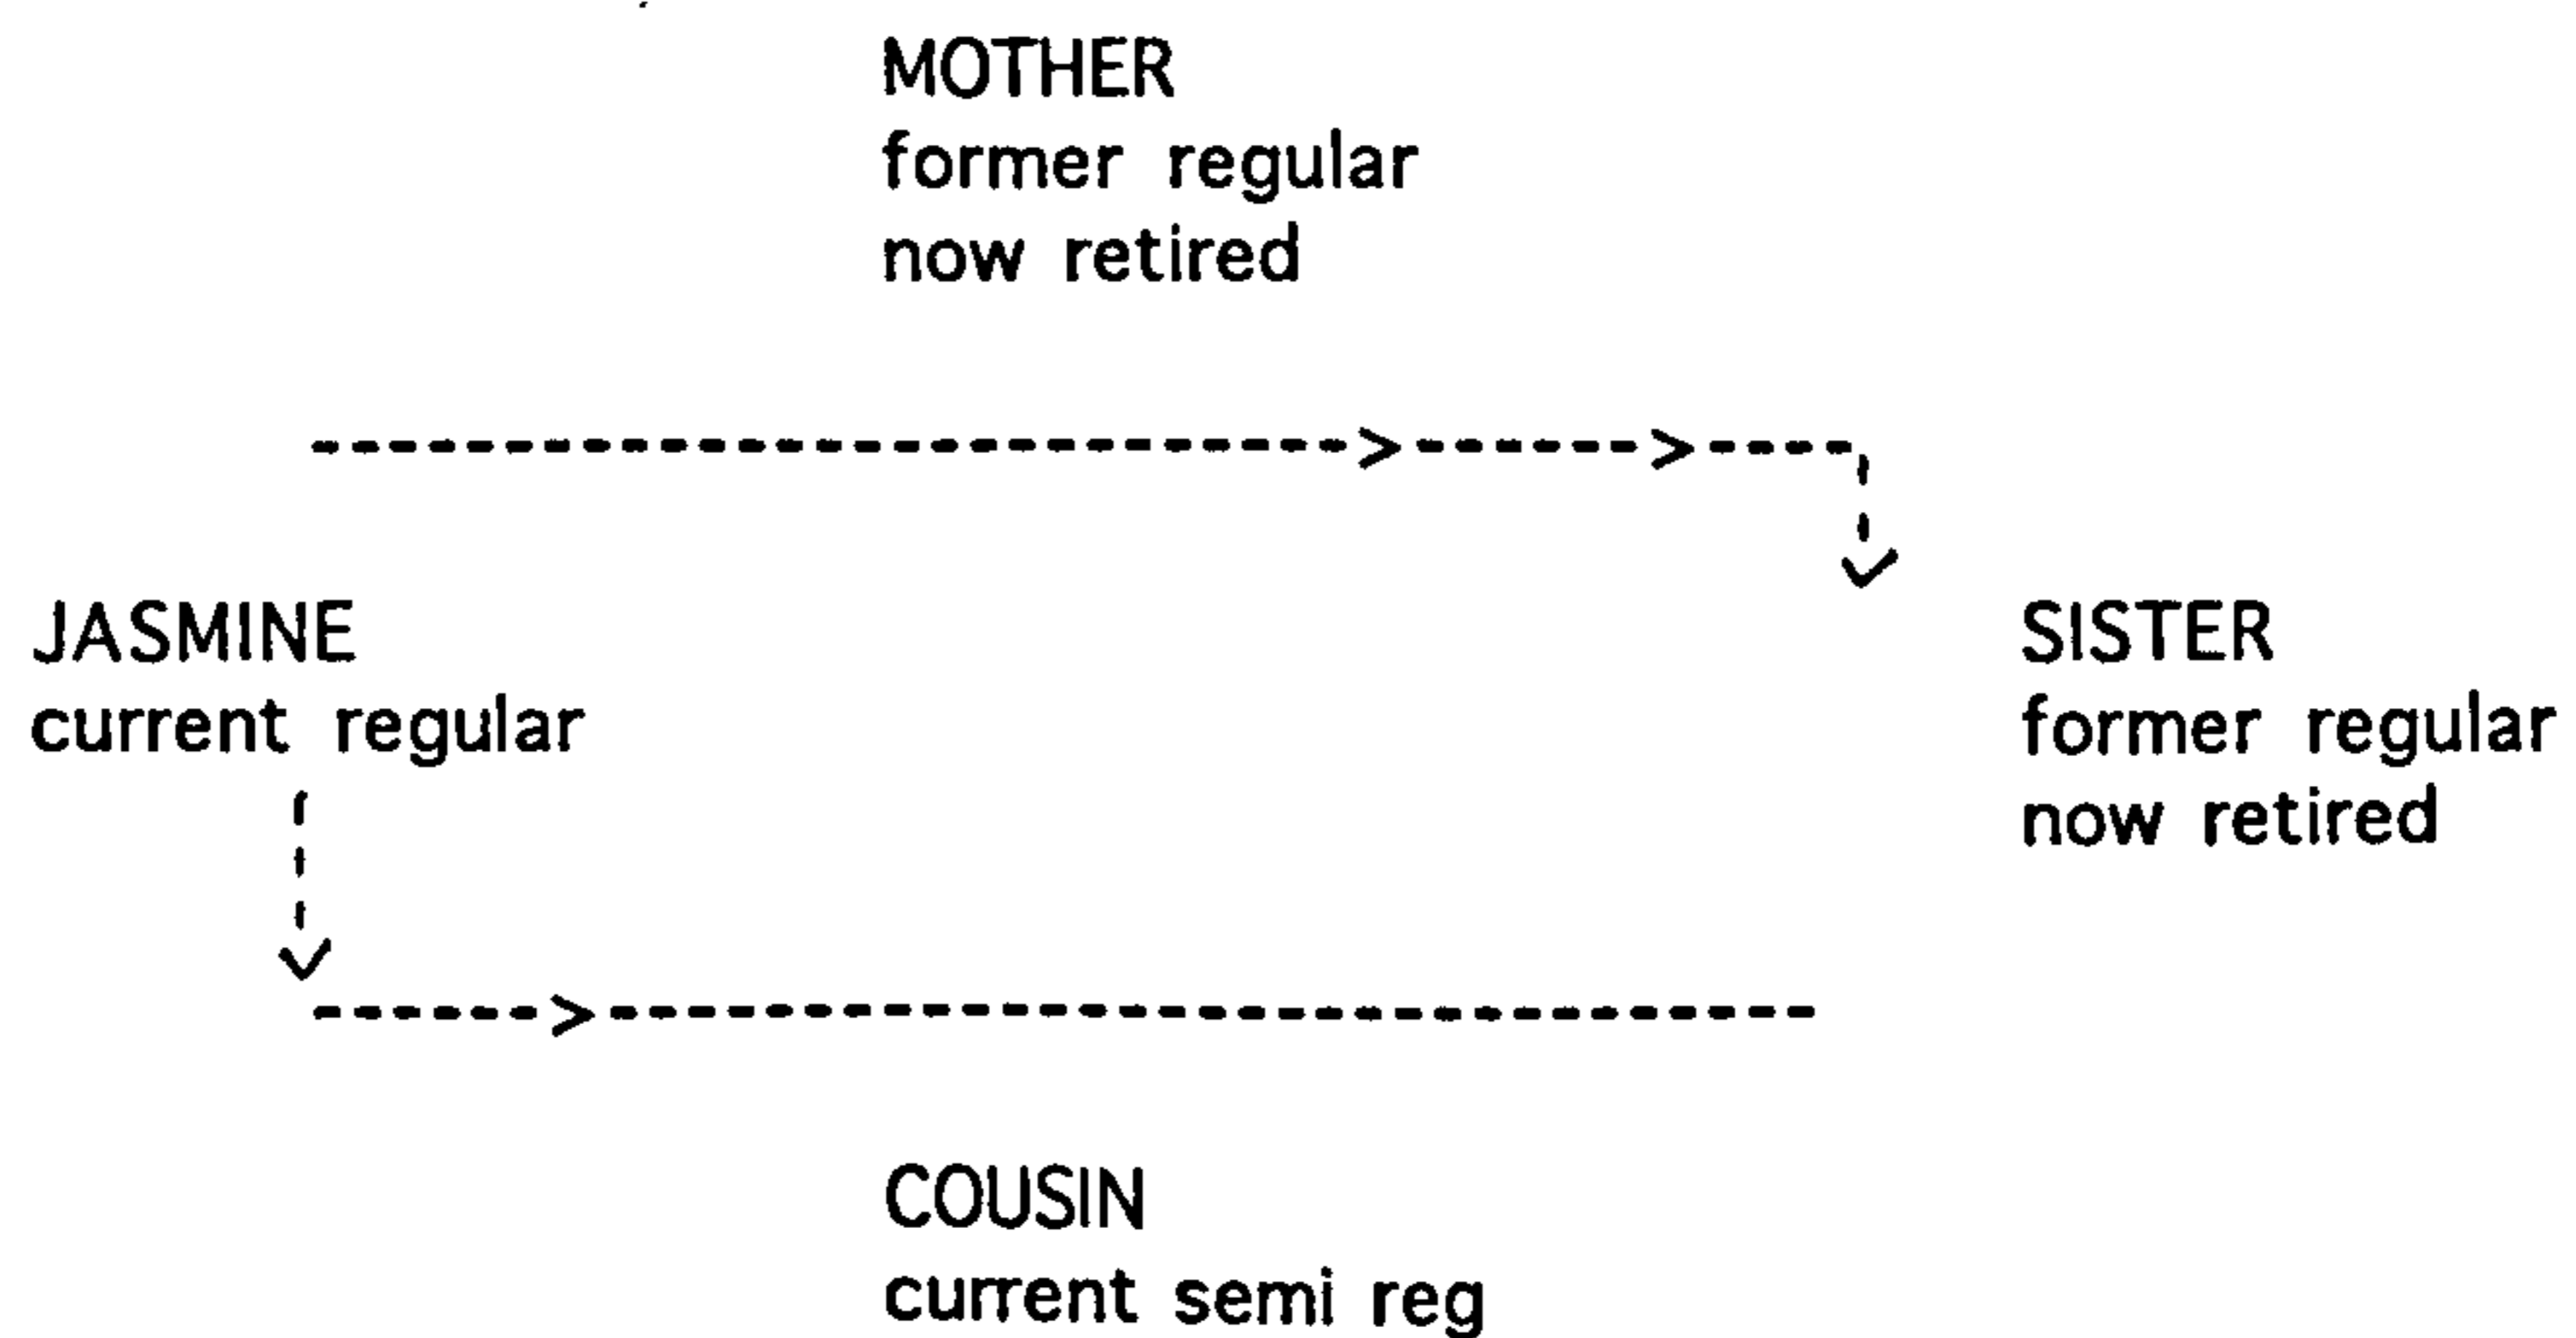 MOTHER
former regular
now retired
JASMINE
current regular
SISTER
former regular
now retired
COUSIN
current semi reg